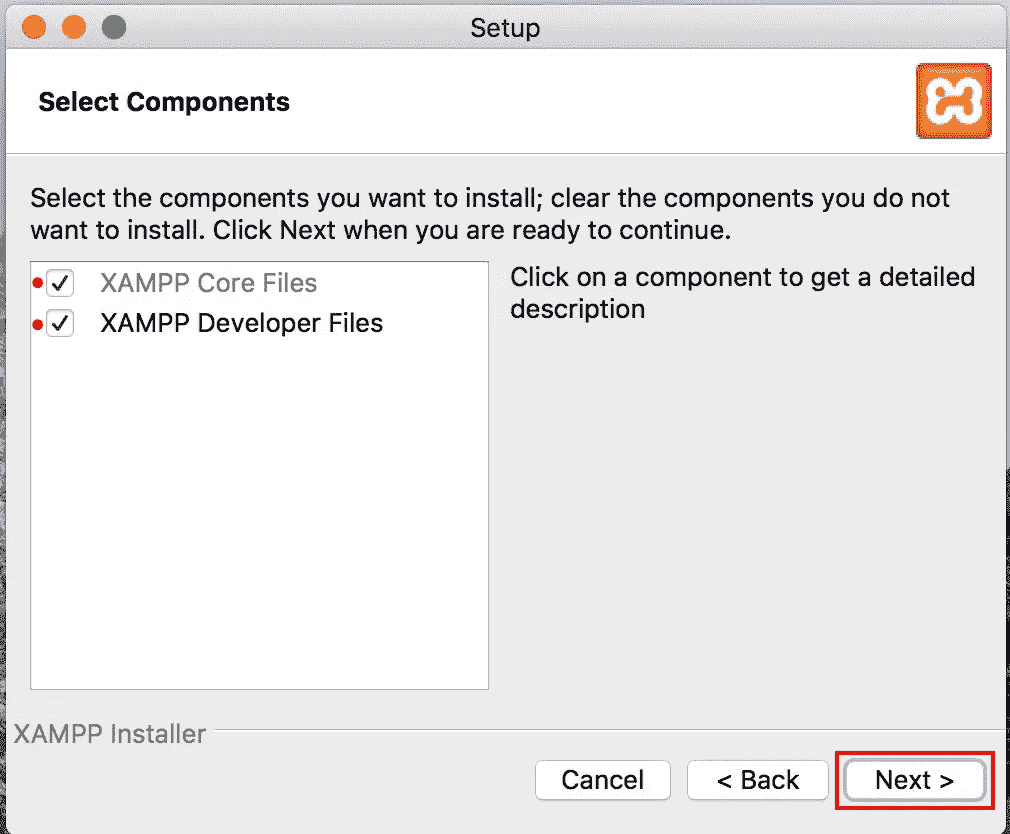 Setup
Select Components
Select the components you want to install; clear the components you do not
want to install. Click Next when you are ready to continue.
XAMPP Core Files
XAMPP Developer Files
Click on a component to get a detailed
description
XAMPP Installer
Cancel
< Back
Next >